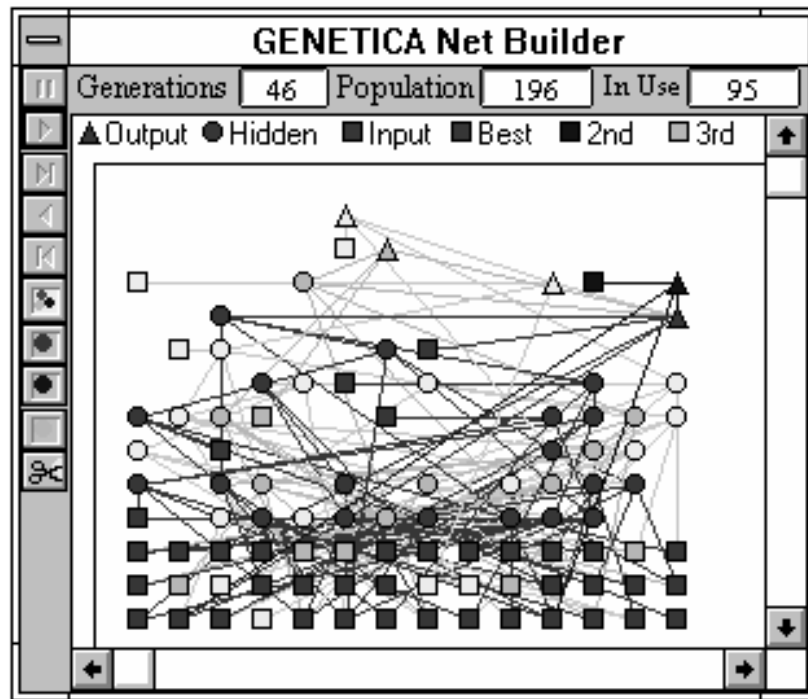 GENETICA Net Builder
Generations 46 Population 196 In Use 95
Output Hidden Input Best 2nd 3rd